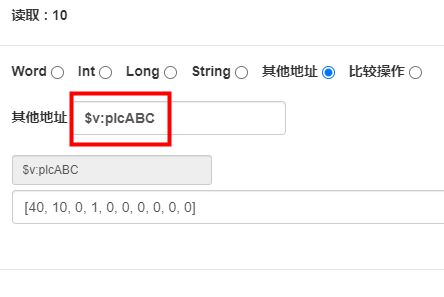 读取：10
Word Int Long String 其他地址 比较操作
其他地址 $v:plcABC
$v:plcABC
[40, 10, 0, 1, 0, 0, 0, 0, 0, 0]